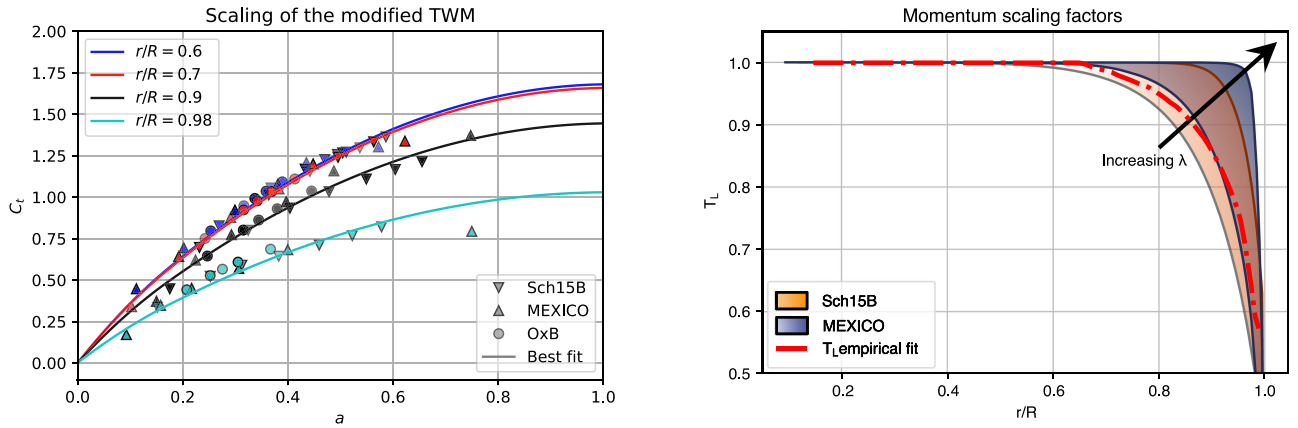 Scaling of the modified TWM
2.00
1.75
1.50
1.25
1.00
0.75
0.50
0.25
0.00
C_t
r/R = 0.6
r/R = 0.7
r/R = 0.9
r/R = 0.98
Sch15B
MEXICO
OxB
Best fit
0.0 0.2 0.4 0.6 0.8 1.0
a
Momentum scaling factors
1.0
0.9
0.8
0.7
0.6
0.5
T_L
Increasing λ
Sch15B
MEXICO
T_Lempirical fit
0.2 0.4 0.6 0.8 1.0
r/R